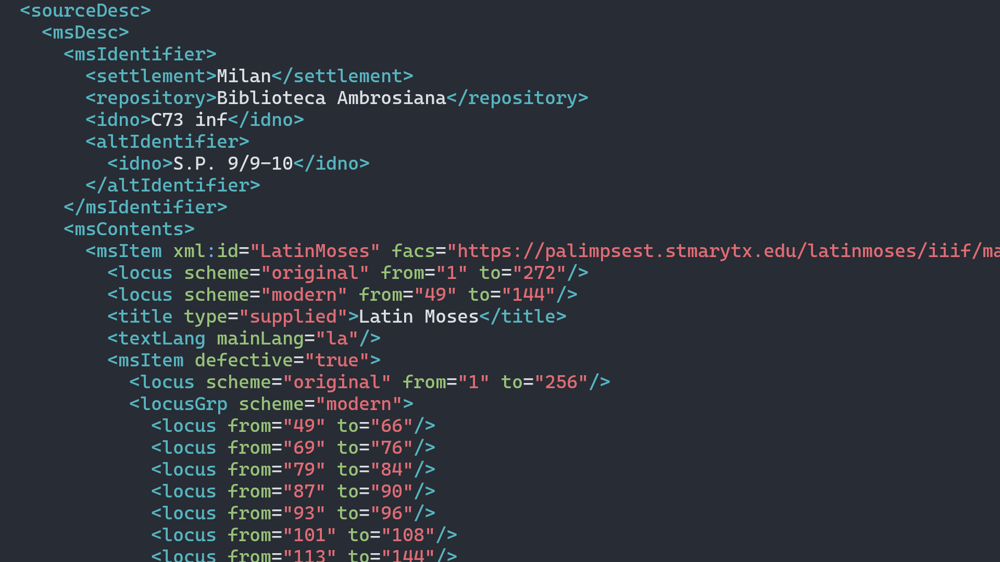 <sourceDesc>
<msDesc>
<msIdentifier>
<settlement>Milan</settlement>
<repository>Biblioteca Ambrosiana</repository>
<idno>C73 inf</idno>
<altIdentifier>
<idno>S.P. 9/9-10</idno>
</altIdentifier>
</msIdentifier>
<msContents>
<msItem xml:id="LatinMoses" facs="https://palimpsest.stmarytx.edu/latinmoses/iiif/ma
<locus scheme="original" from="1" to="272"/>
<locus scheme="modern" from="49" to="144"/>
<title type="supplied">Latin Moses</title>
<textLang mainLang="la"/>
<msItem defective="true">
<locus scheme="original" from="1" to="256"/>
<locusGrp scheme="modern">
<locus from="49" to="66"/>
<locus from="69" to="76"/>
<locus from="79" to="84"/>
<locus from="87" to="90"/>
<locus from="93" to="96"/>
<locus from="101" to="108"/>
<locus from="113" to="144"/>